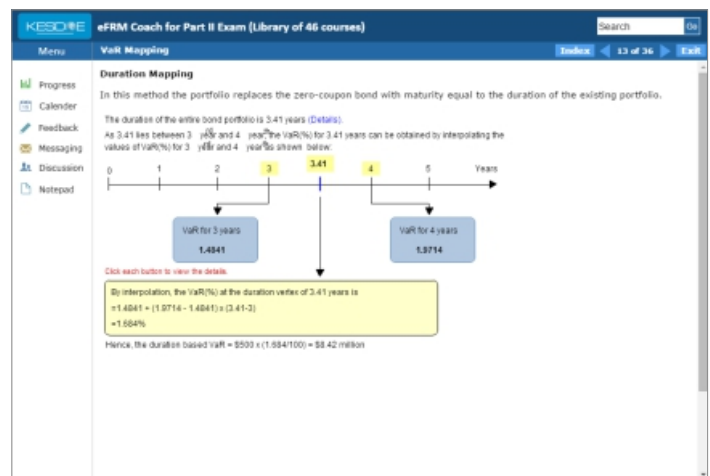 KESDEE eFRM Coach for Part II Exam (Library of 46 courses) Search Go
Menu VaR Mapping Index 13 of 36 Exit
Progress
Calender
Feedback
Messaging
Discussion
Notepad
Duration Mapping
In this method the portfolio replaces the zero-coupon bond with maturity equal to the duration of the existing portfolio.
The duration of the entire bond portfolio is 3.41 years (Details).
As 3.41 lies between 3 year and 4 year, the VaR(%) for 3.41 years can be obtained by interpolating the
values of VaR(%) for 3 year and 4 year as shown below:
0 1 2 3 3.41 4 5 Years
VaR for 3 years
1.4841
VaR for 4 years
1.9714
Click each button to view the details.
By interpolation, the VaR(%) at the duration vertex of 3.41 years is
=1.4841 + (1.9714 - 1.4841) x (3.41-3)
=1.684%
Hence, the duration based VaR = $500 x (1.684/100) = $8.42 million